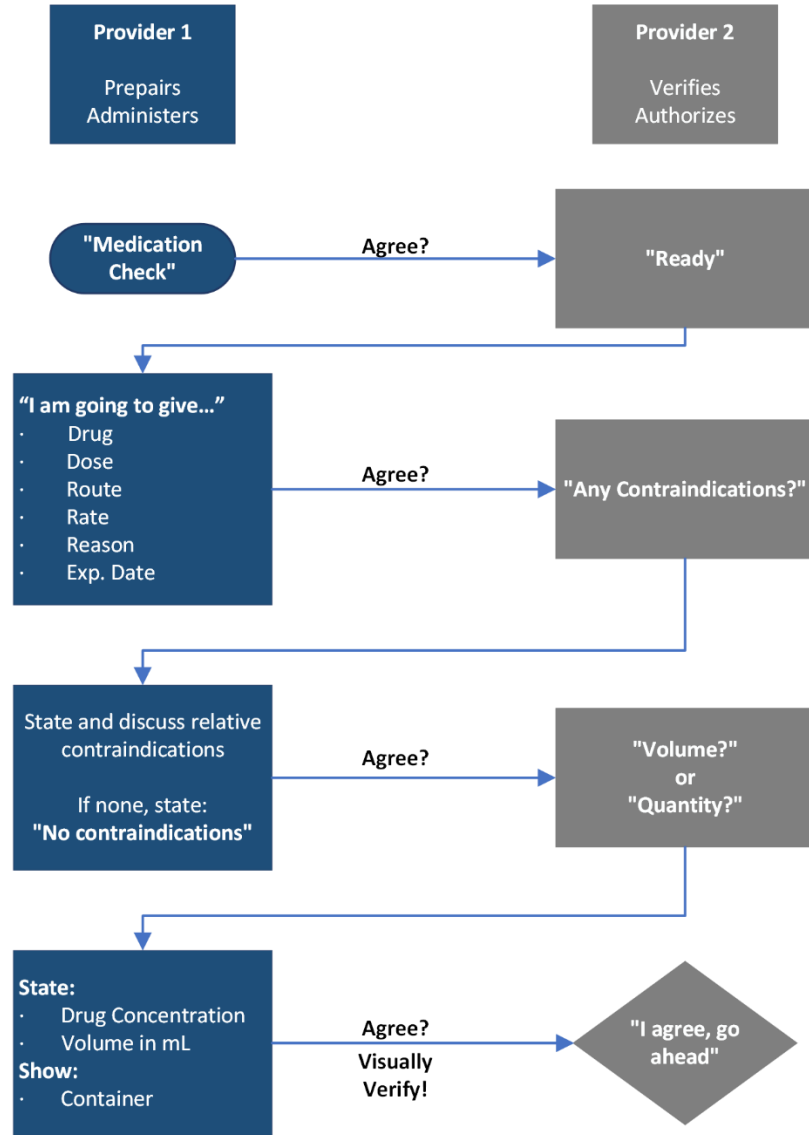 Provider 1
Prepairs
Administers
Provider 2
Verifies
Authorizes
"Medication
Check"
Agree?
"Ready"
“I am going to give…”
· Drug
· Dose
· Route
· Rate
· Reason
· Exp. Date
Agree?
"Any Contraindications?"
State and discuss relative
contraindications
If none, state:
"No contraindications"
Agree?
"Volume?"
or
"Quantity?"
State:
· Drug Concentration
· Volume in mL
Show:
· Container
Agree?
Visually
Verify!
"I agree, go
ahead"